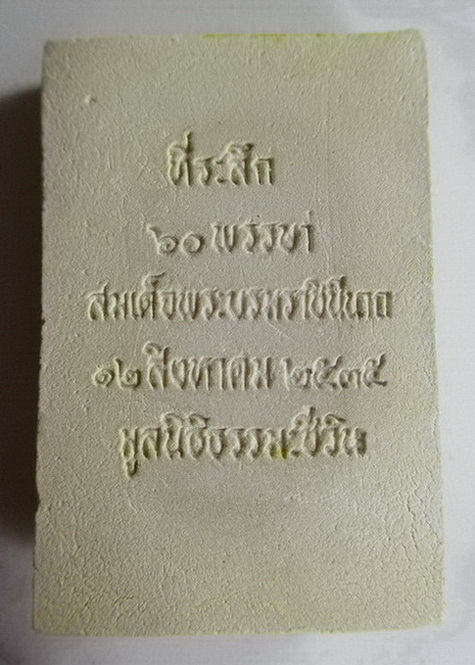 ที่ระลึก
๖๐ พรรษา
สมเด็จพระบรมราชินีนาถ
๑๒ สิงหาคม ๒๕๓๕
มูลนิธิธรรมะชีวิน